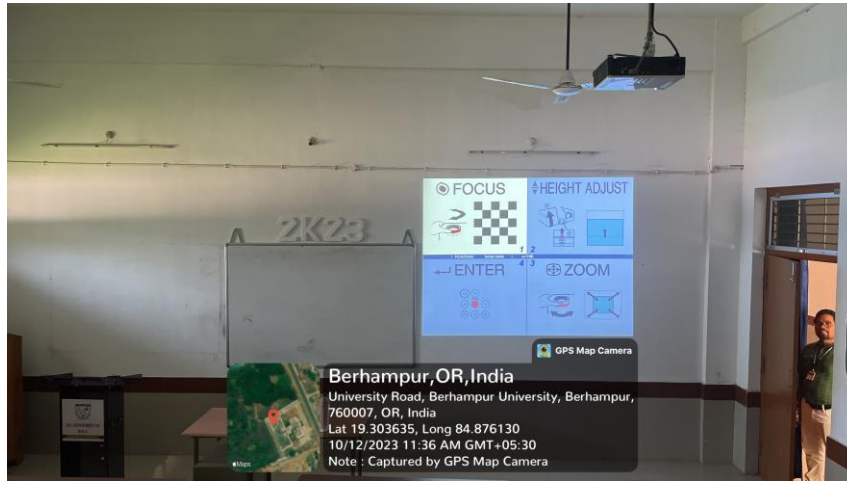 FOCUS
HEIGHT ADJUST
2K23
1 2
4 3
ENTER
ZOOM
GPS Map Camera
Berhampur,OR,India
University Road, Berhampur University, Berhampur,
760007, OR, India
Lat 19.303635, Long 84.876130
10/12/2023 11:36 AM GMT+05:30
Note : Captured by GPS Map Camera
Maps